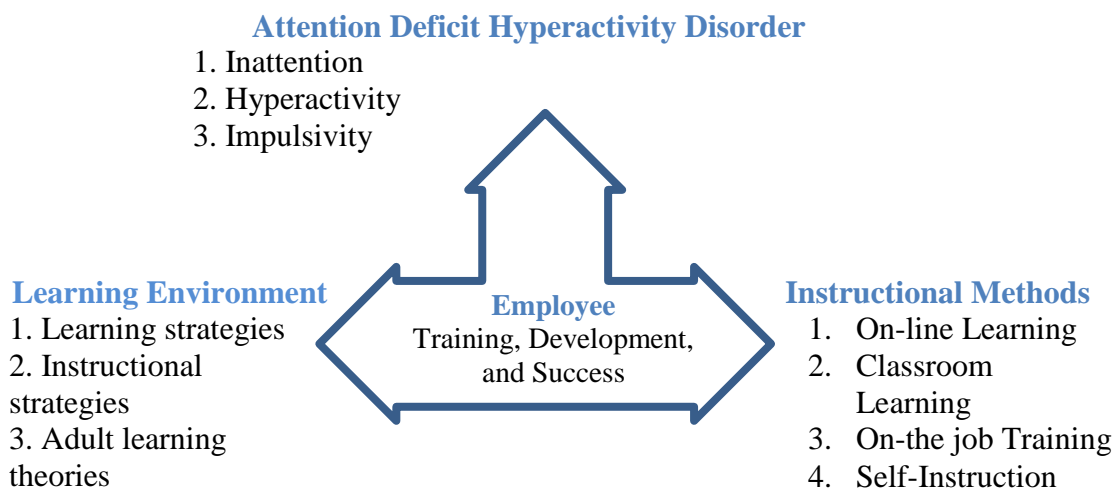 Attention Deficit Hyperactivity Disorder
1. Inattention
2. Hyperactivity
3. Impulsivity
Learning Environment
1. Learning strategies
2. Instructional
strategies
3. Adult learning
theories
Employee
Training, Development,
and Success
Instructional Methods
1. On-line Learning
2. Classroom
Learning
3. On-the job Training
4. Self-Instruction